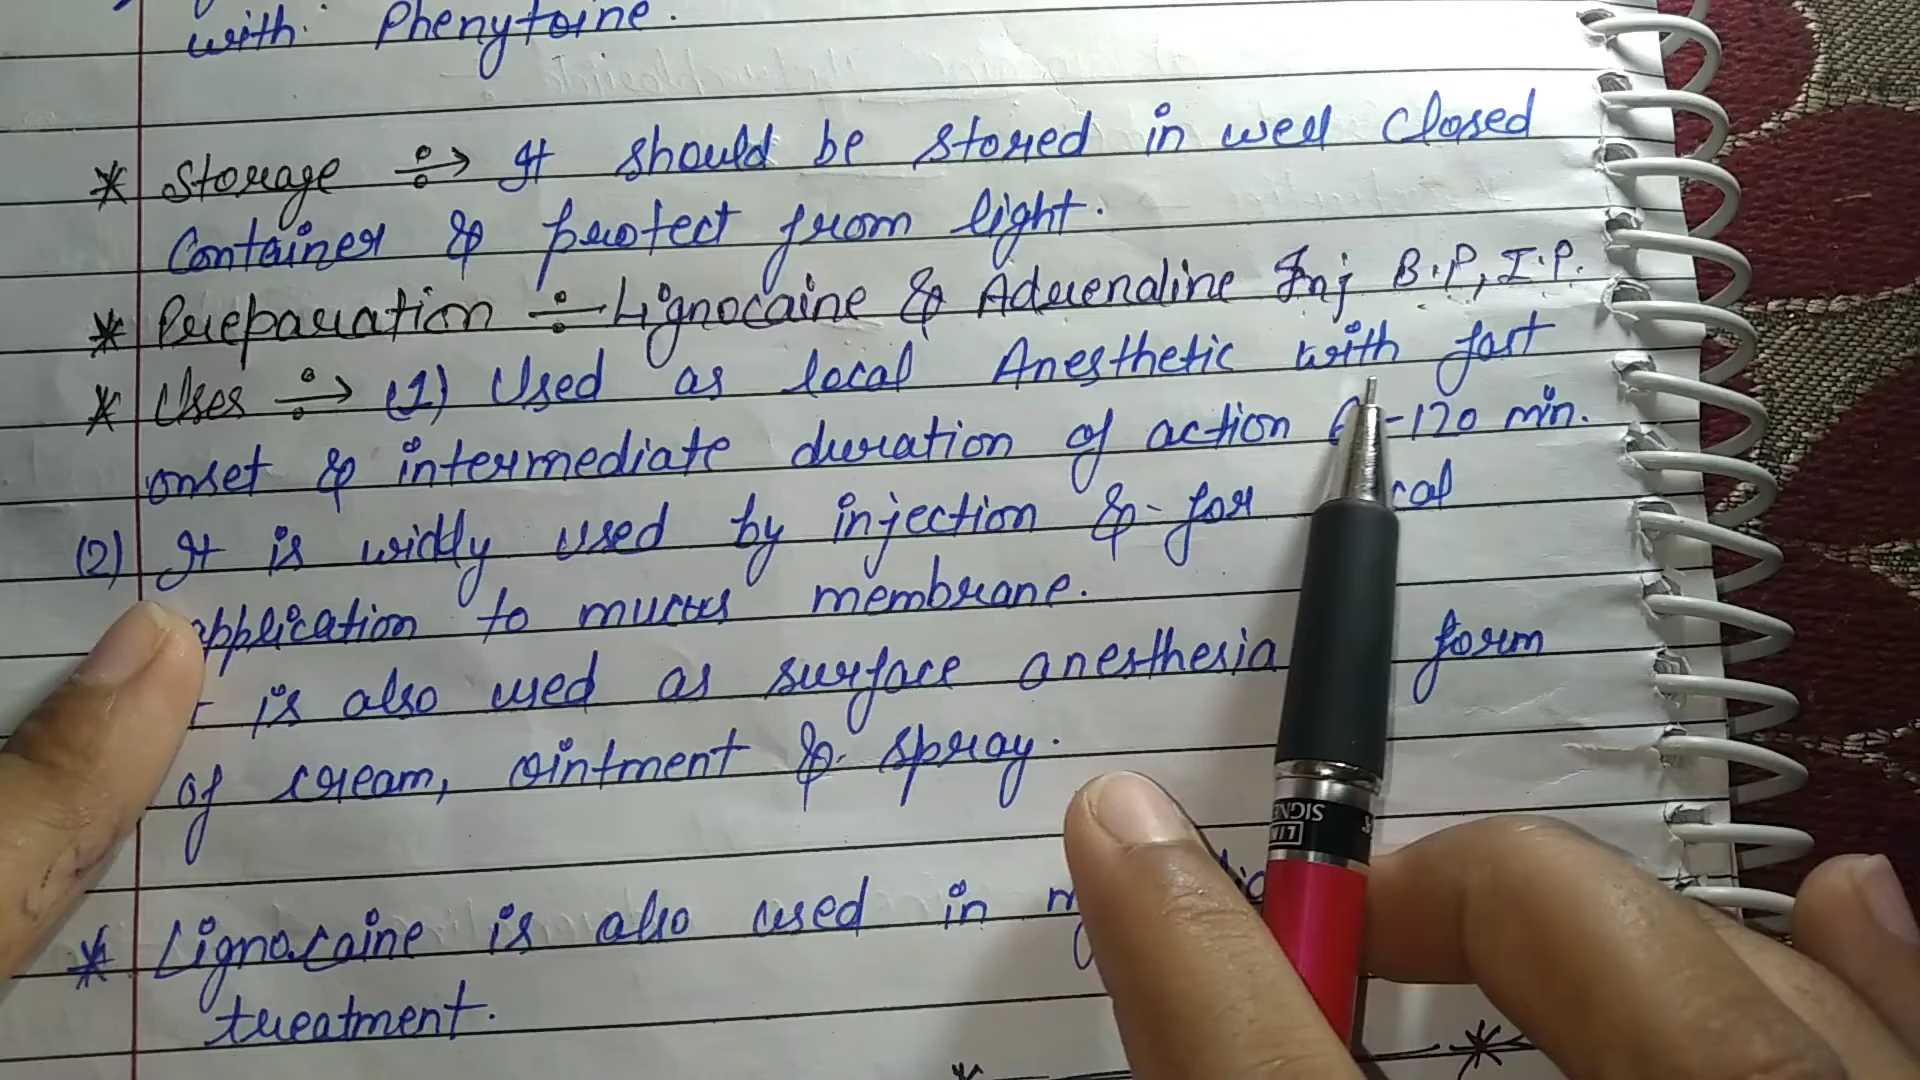 with Phenytoine.
* Storage ÷→ It should be stored in well closed
Container & protect from light.
* Preparation ÷ Lignocaine & Adrenaline Inj B.P, I.P.
* Uses ÷→ (1) Used as local Anesthetic with fast
onset & intermediate duration of action -120 min.
(2) It is widly used by injection & for
application to mucus membrane.
is also used as surface anesthesia form
of cream, ointment & spray.
* Lignocaine is also used in
treatment.